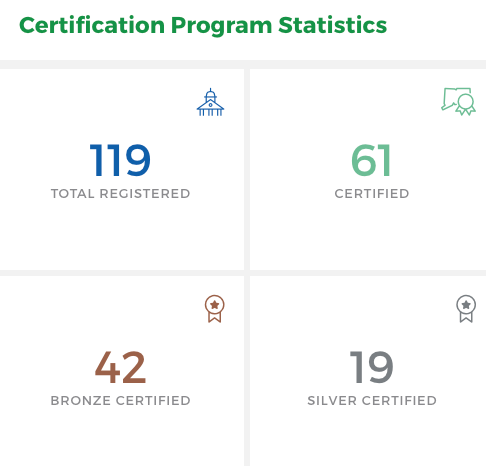 Certification Program Statistics
119
TOTAL REGISTERED
61
CERTIFIED
42
BRONZE CERTIFIED
19
SILVER CERTIFIED